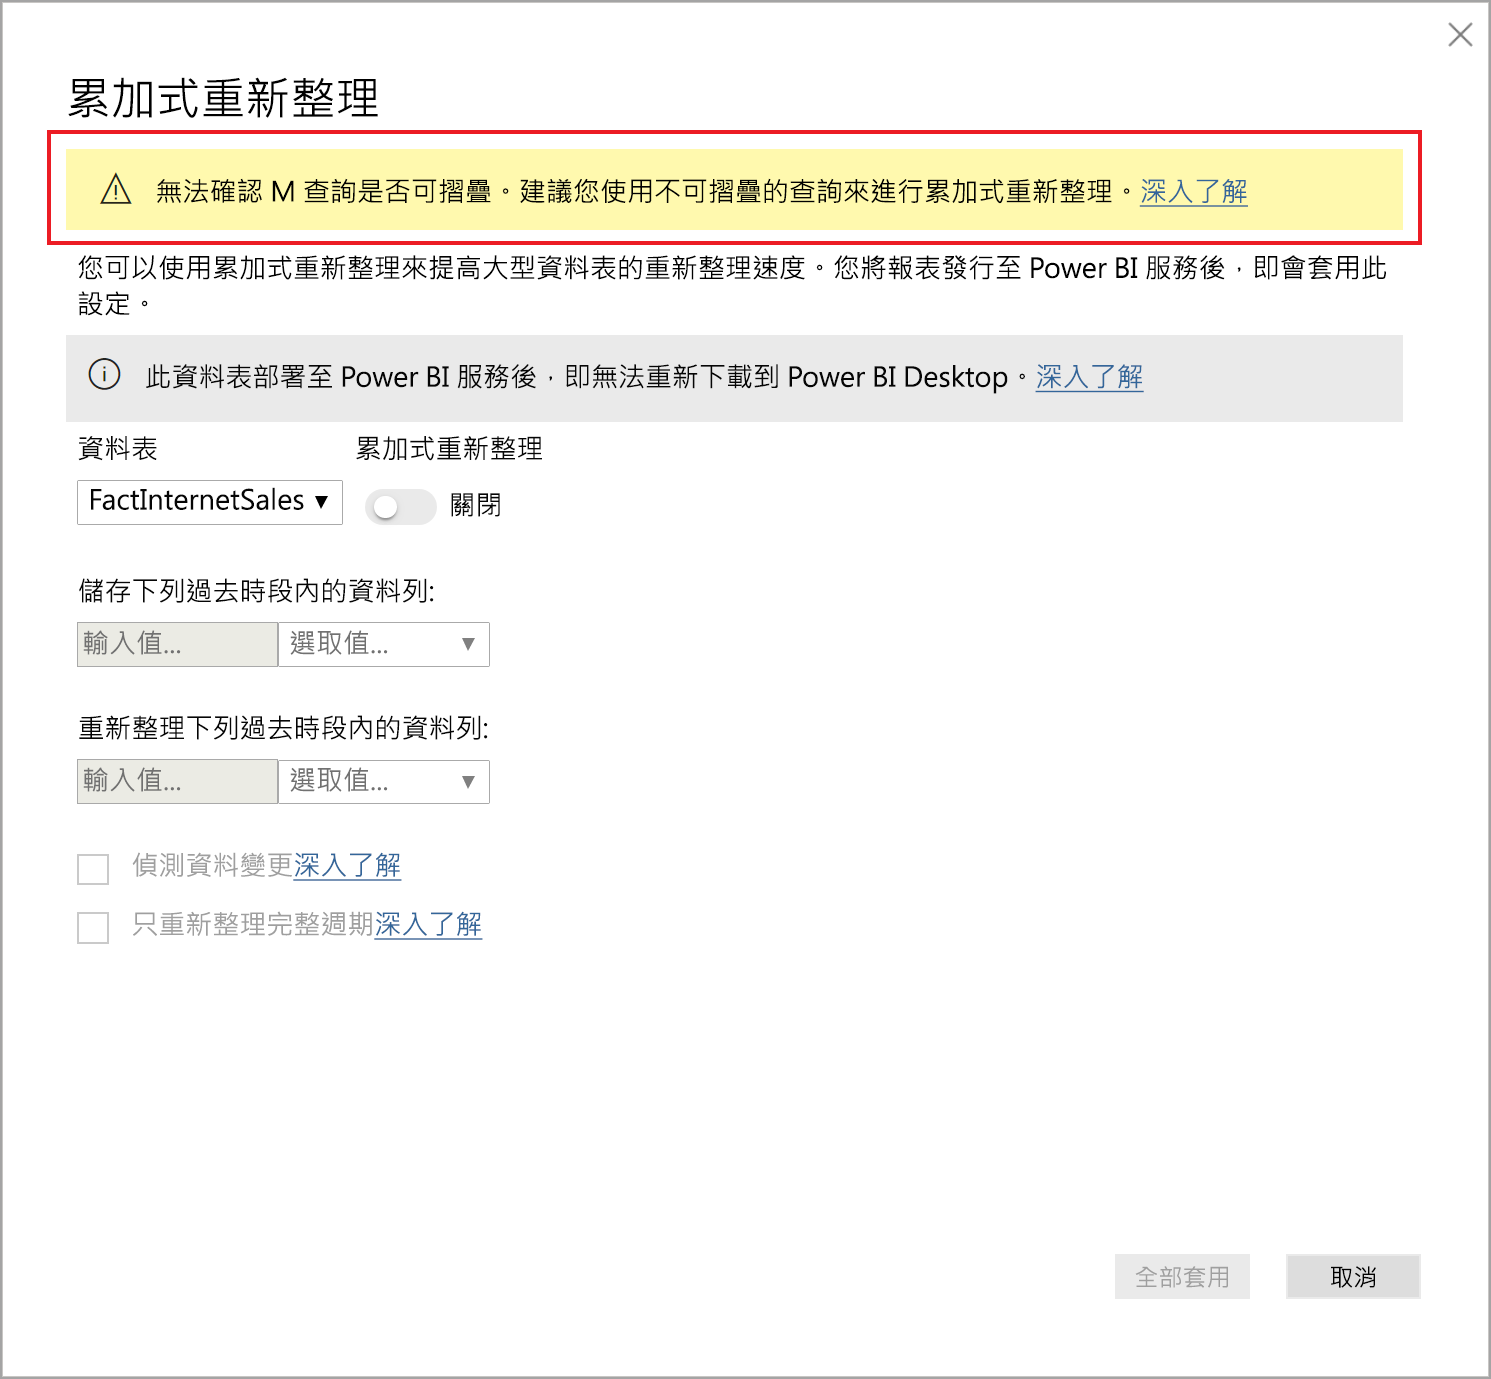 累加式重新整理
無法確認 M 查詢是否可摺疊。建議您使用不可摺疊的查詢來進行累加式重新整理。深入了解
您可以使用累加式重新整理來提高大型資料表的重新整理速度。您將報表發行至 Power BI 服務後，即會套用此
設定。
此資料表部署至 Power BI 服務後，即無法重新下載到 Power BI Desktop。深入了解
資料表 累加式重新整理
FactInternetSales ▼ 關閉
儲存下列過去時段內的資料列:
輸入值... 選取值... ▼
重新整理下列過去時段內的資料列:
輸入值... 選取值... ▼
偵測資料變更深入了解
只重新整理完整週期深入了解
全部套用 取消